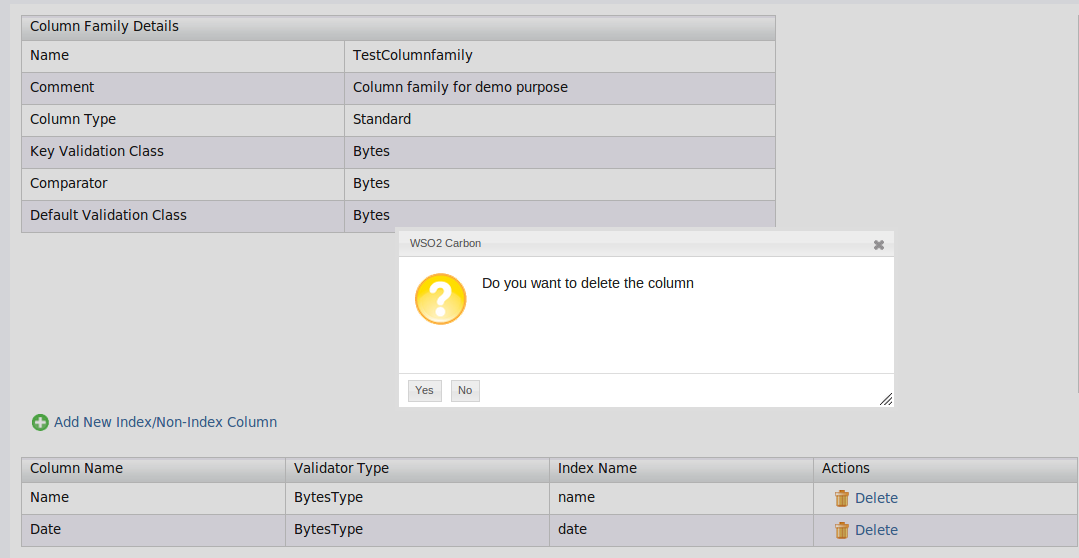 Column Family Details
Name TestColumnfamily
Comment Column family for demo purpose
Column Type Standard
Key Validation Class Bytes
Comparator Bytes
Default Validation Class Bytes
WSO2 Carbon
Do you want to delete the column
Yes No
Add New Index/Non-Index Column
Column Name Validator Type Index Name Actions
Name BytesType name Delete
Date BytesType date Delete